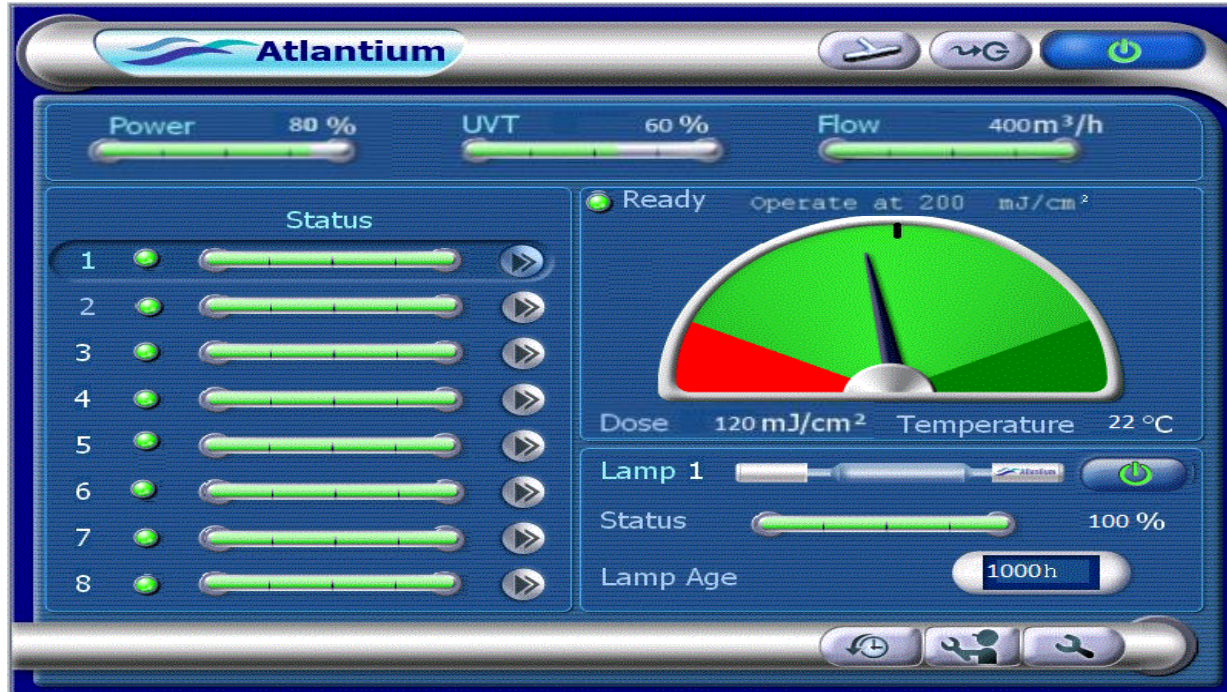 Atlantium
Power 80 % UVT 60 % Flow 400 m³/h
Status
1
2
3
4
5
6
7
8
Ready Operate at 200 mJ/cm²
Dose 120 mJ/cm² Temperature 22 °C
Lamp 1 Atlantium
Status 100 %
Lamp Age 1000h